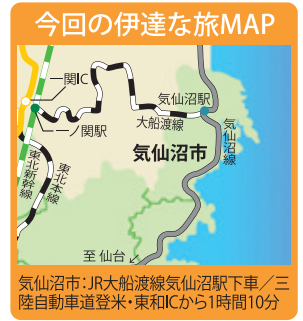 今回の伊達な旅MAP
一関IC
一ノ関駅
東北新幹線
東北本線
大船渡線
気仙沼駅
気仙沼線
気仙沼市
至 仙台
気仙沼市：JR大船渡線気仙沼駅下車／三
陸自動車道登米・東和ICから1時間10分